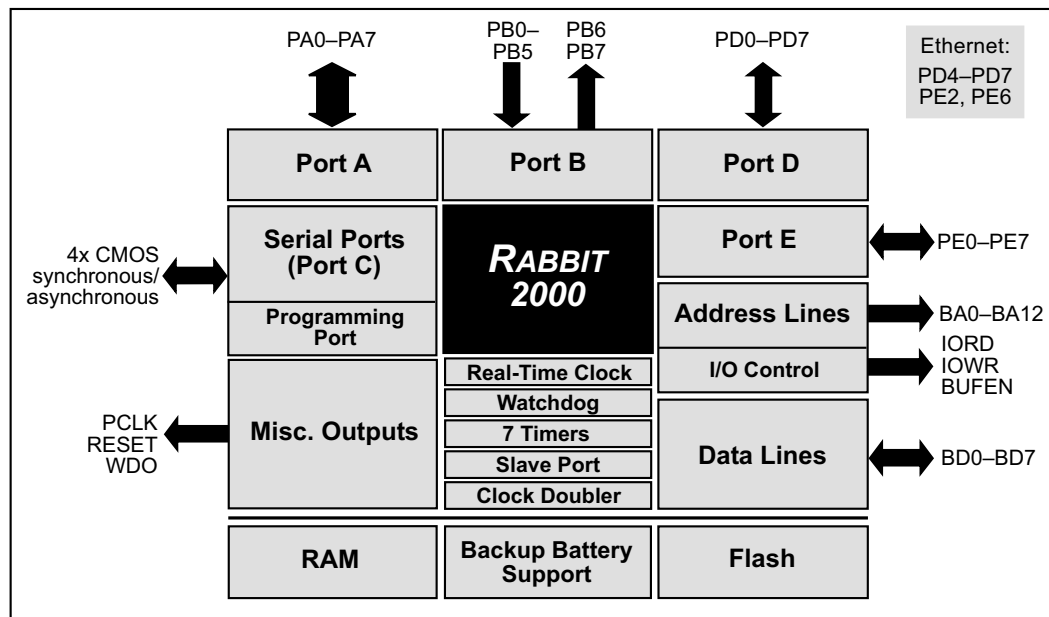 PA0–PA7
PB0–
PB5
PB6
PB7
PD0–PD7
Ethernet:
PD4–PD7
PE2, PE6
Port A
Port B
Port D
4x CMOS
synchronous/
asynchronous
Serial Ports
(Port C)
Programming
Port
RABBIT
2000
Port E
PE0–PE7
Address Lines
BA0–BA12
I/O Control
IORD
IOWR
BUFEN
PCLK
RESET
WDO
Misc. Outputs
Real-Time Clock
Watchdog
7 Timers
Slave Port
Clock Doubler
Data Lines
BD0–BD7
RAM
Backup Battery
Support
Flash